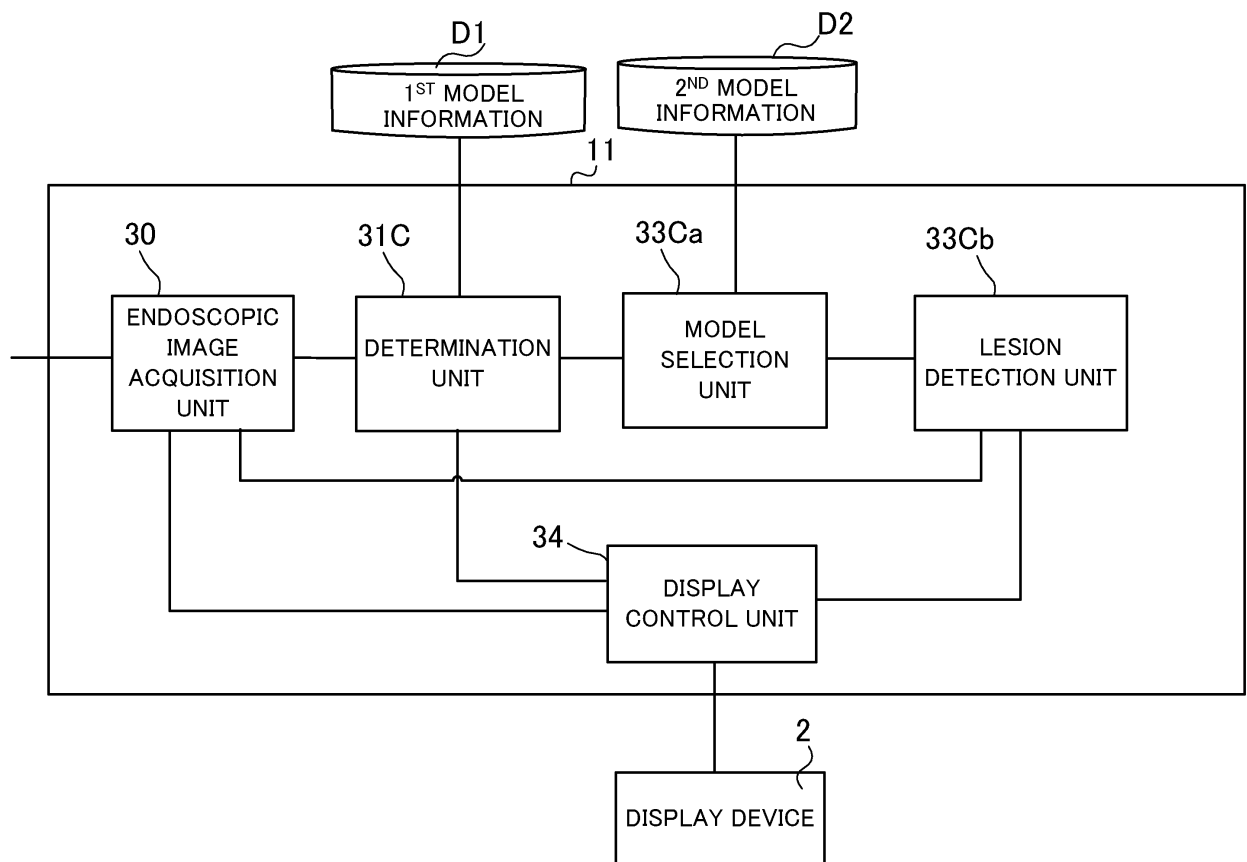 D1
D2
1ST MODEL
INFORMATION
2ND MODEL
INFORMATION
11
30
31C
33Ca
33Cb
ENDOSCOPIC
IMAGE
ACQUISITION
UNIT
DETERMINATION
UNIT
MODEL
SELECTION
UNIT
LESION
DETECTION UNIT
34
DISPLAY
CONTROL UNIT
2
DISPLAY DEVICE